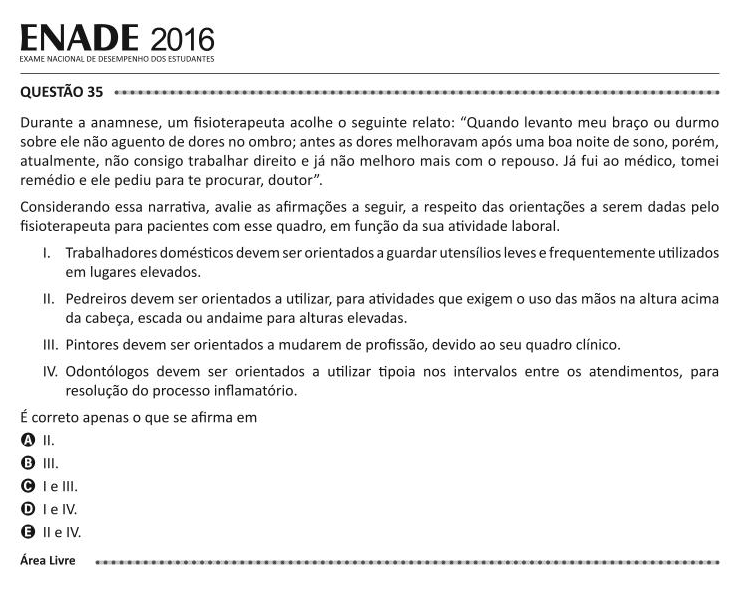 ENADE 2016
EXAME NACIONAL DE DESEMPENHO DOS ESTUDANTES
QUESTÃO 35
Durante a anamnese, um fisioterapeuta acolhe o seguinte relato: “Quando levanto meu braço ou durmo
sobre ele não aguento de dores no ombro; antes as dores melhoravam após uma boa noite de sono, porém,
atualmente, não consigo trabalhar direito e já não melhoro mais com o repouso. Já fui ao médico, tomei
remédio e ele pediu para te procurar, doutor”.
Considerando essa narrativa, avalie as afirmações a seguir, a respeito das orientações a serem dadas pelo
fisioterapeuta para pacientes com esse quadro, em função da sua atividade laboral.
I. Trabalhadores domésticos devem ser orientados a guardar utensílios leves e frequentemente utilizados
em lugares elevados.
II. Pedreiros devem ser orientados a utilizar, para atividades que exigem o uso das mãos na altura acima
da cabeça, escada ou andaime para alturas elevadas.
III. Pintores devem ser orientados a mudarem de profissão, devido ao seu quadro clínico.
IV. Odontólogos devem ser orientados a utilizar tipoia nos intervalos entre os atendimentos, para
resolução do processo inflamatório.
É correto apenas o que se afirma em
A II.
B III.
C I e III.
D I e IV.
E II e IV.
Área Livre